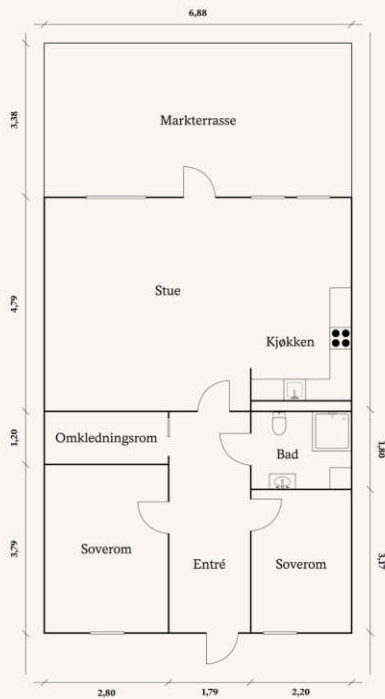 6,88
3,38
Markterrasse
4,79
Stue
Kjøkken
1,20
Omkledningsrom
Bad
1,80
3,79
Soverom
Entré
Soverom
3,17
2,80
1,79
2,20